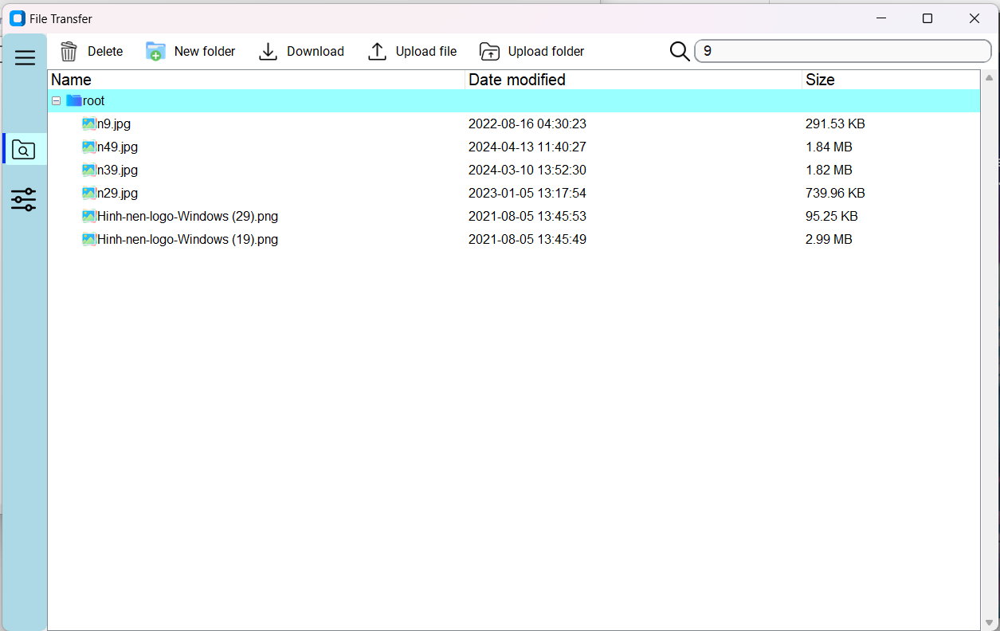 File Transfer
Delete New folder Download Upload file Upload folder 9
Name Date modified Size
root
n9.jpg 2022-08-16 04:30:23 291.53 KB
n49.jpg 2024-04-13 11:40:27 1.84 MB
n39.jpg 2024-03-10 13:52:30 1.82 MB
n29.jpg 2023-01-05 13:17:54 739.96 KB
Hinh-nen-logo-Windows (29).png 2021-08-05 13:45:53 95.25 KB
Hinh-nen-logo-Windows (19).png 2021-08-05 13:45:49 2.99 MB